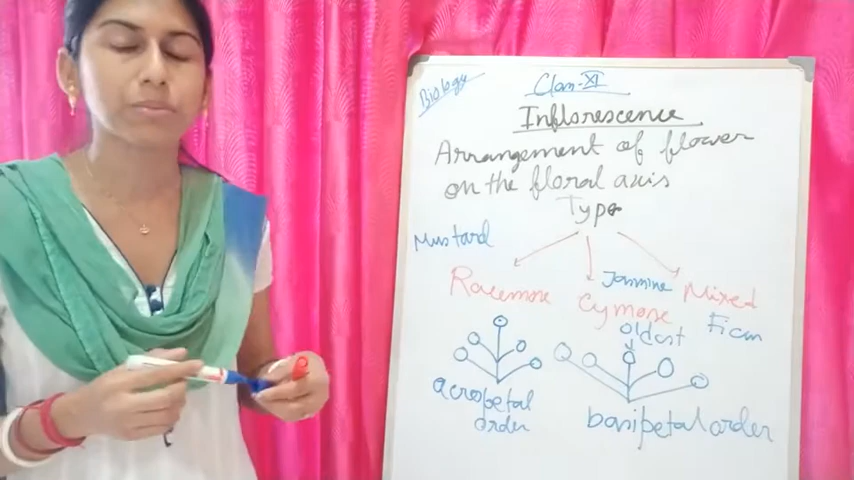 Biology
Class-XI
Inflorescence
Arrangement of flower
on the floral axis
Type
Mustard
Racemose
Jasmine
Cymose
Mixed
Ficus
Oldest
acropetal
order
basipetal order